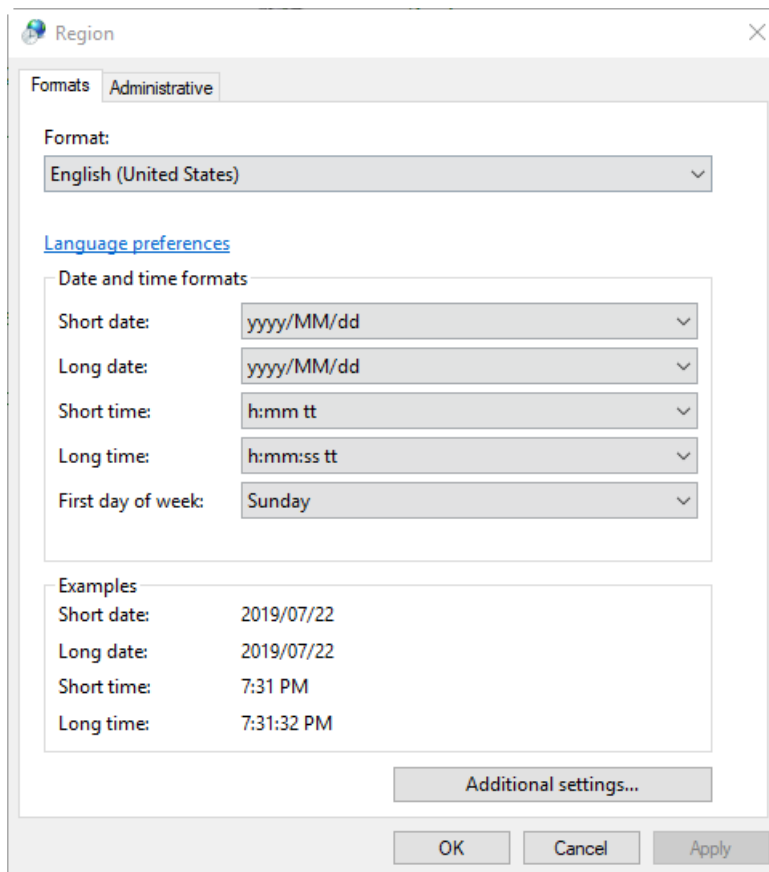 Region
Formats Administrative
Format:
English (United States)
Language preferences
Date and time formats
Short date: yyyy/MM/dd
Long date: yyyy/MM/dd
Short time: h:mm tt
Long time: h:mm:ss tt
First day of week: Sunday
Examples
Short date: 2019/07/22
Long date: 2019/07/22
Short time: 7:31 PM
Long time: 7:31:32 PM
Additional settings...
OK Cancel Apply